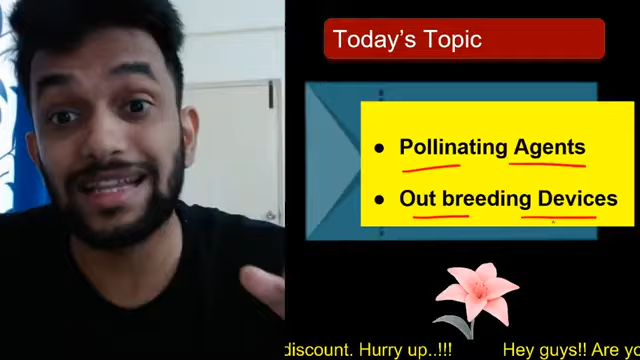 Today's Topic
● Pollinating Agents
● Out breeding Devices
discount. Hurry up..!!! Hey guys!! Are yo